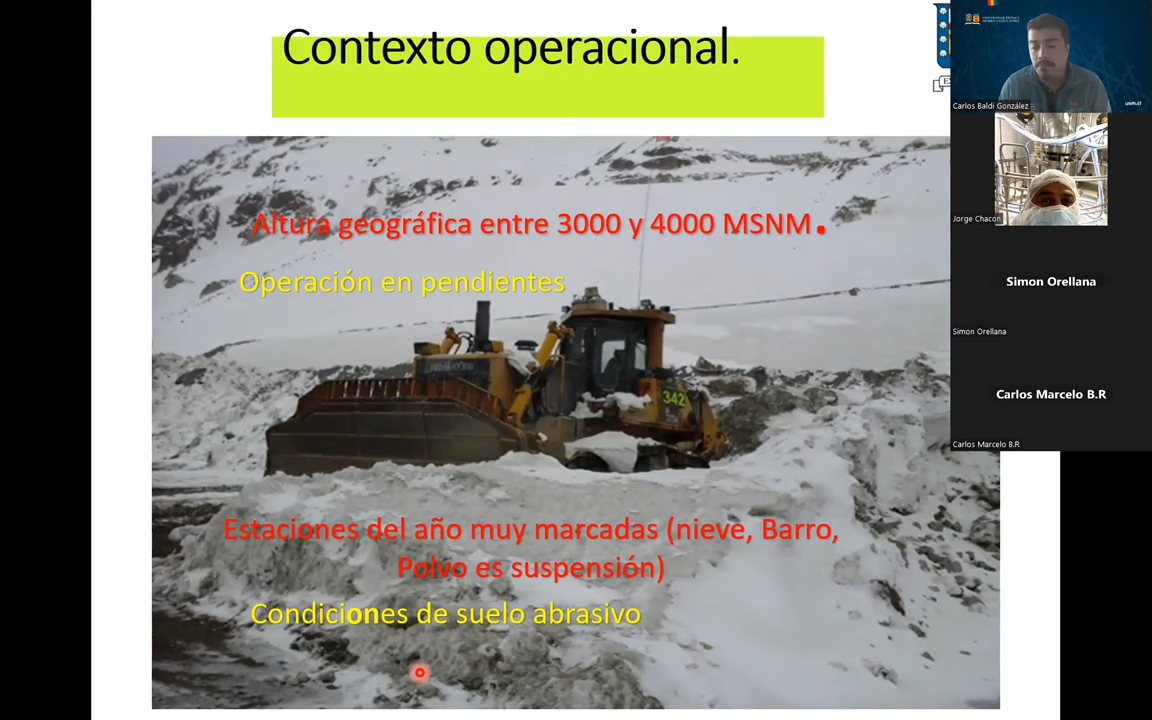 Contexto operacional.
Altura geográfica entre 3000 y 4000 MSNM.
Operación en pendientes
342
Estaciones del año muy marcadas (nieve, Barro,
Polvo es suspensión)
Condiciones de suelo abrasivo
usm.cl
Carlos Baldi González
Jorge Chacon
Simon Orellana
Simon Orellana
Carlos Marcelo B.R
Carlos Marcelo B.R